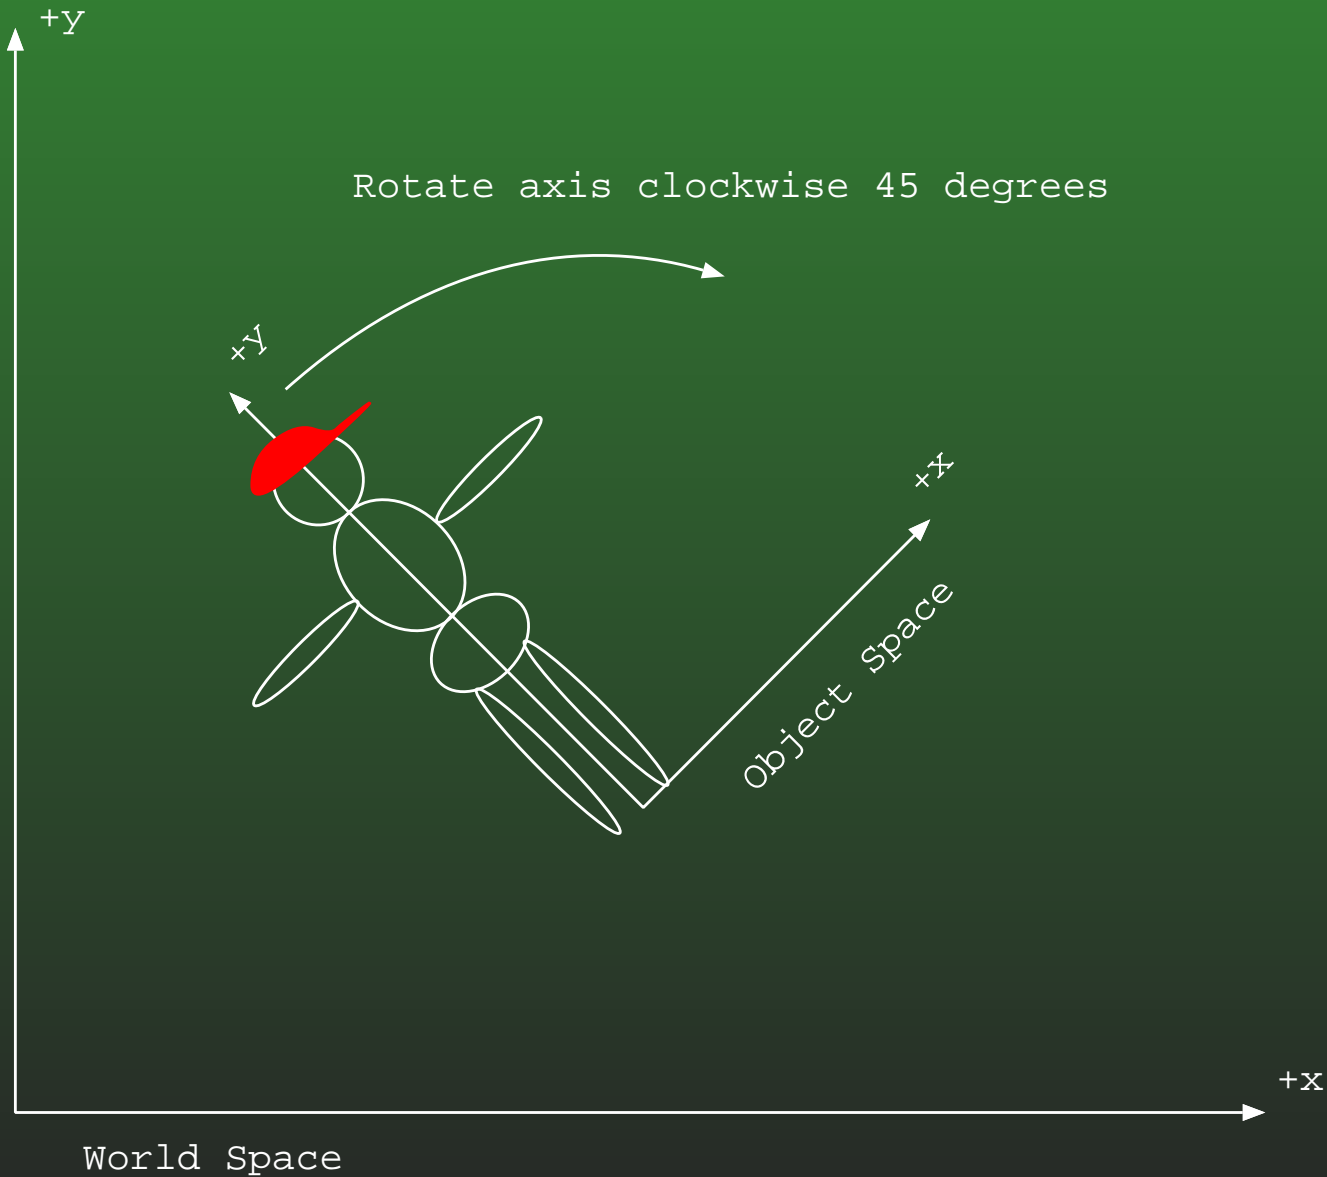 +y
Rotate axis clockwise 45 degrees
+y
+x
Object Space
+x
World Space